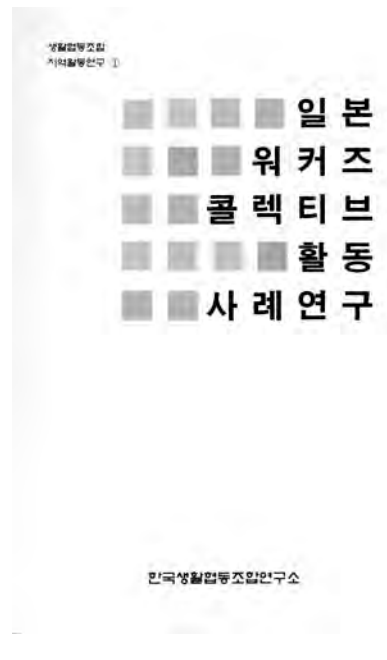 생활협동조합
지역활동연구 ①
일본
워커즈
콜렉티브
활동
사례연구
한국생활협동조합연구소